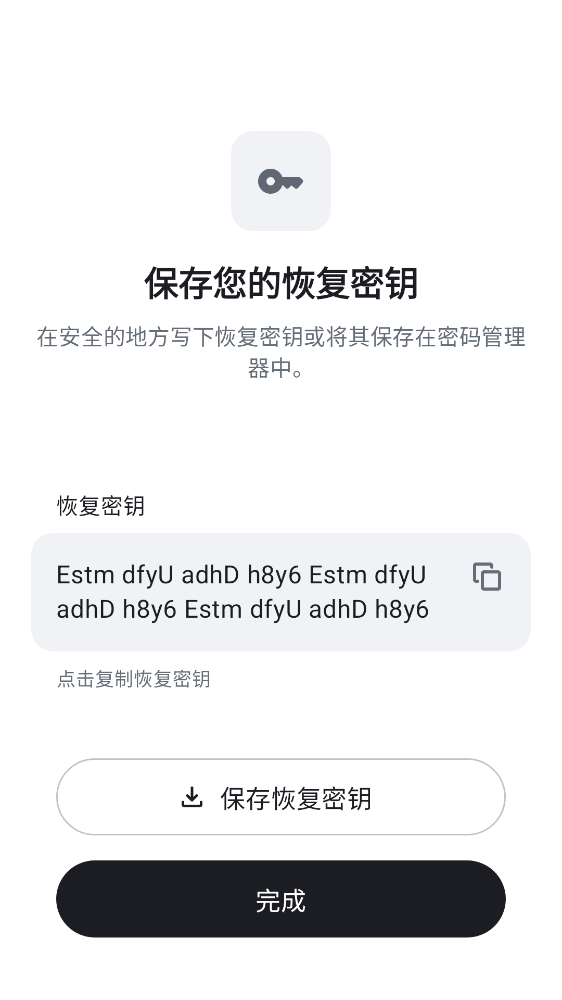 保存您的恢复密钥
在安全的地方写下恢复密钥或将其保存在密码管理
器中。
恢复密钥
Estm dfyU adhD h8y6 Estm dfyU
adhD h8y6 Estm dfyU adhD h8y6
点击复制恢复密钥
保存恢复密钥
完成